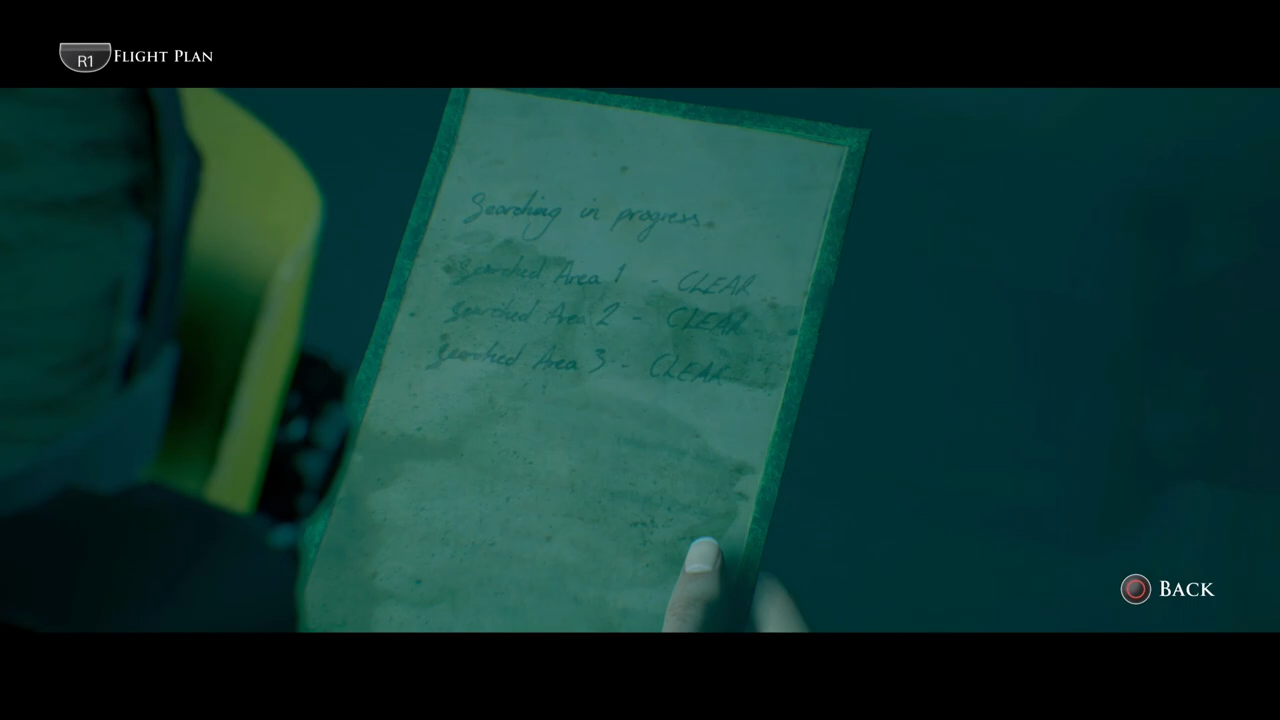 R1 Flight Plan
Searching in progress.
searched Area 1 - CLEAR
searched Area 2 - CLEAR
searched Area 3 - CLEAR
Back